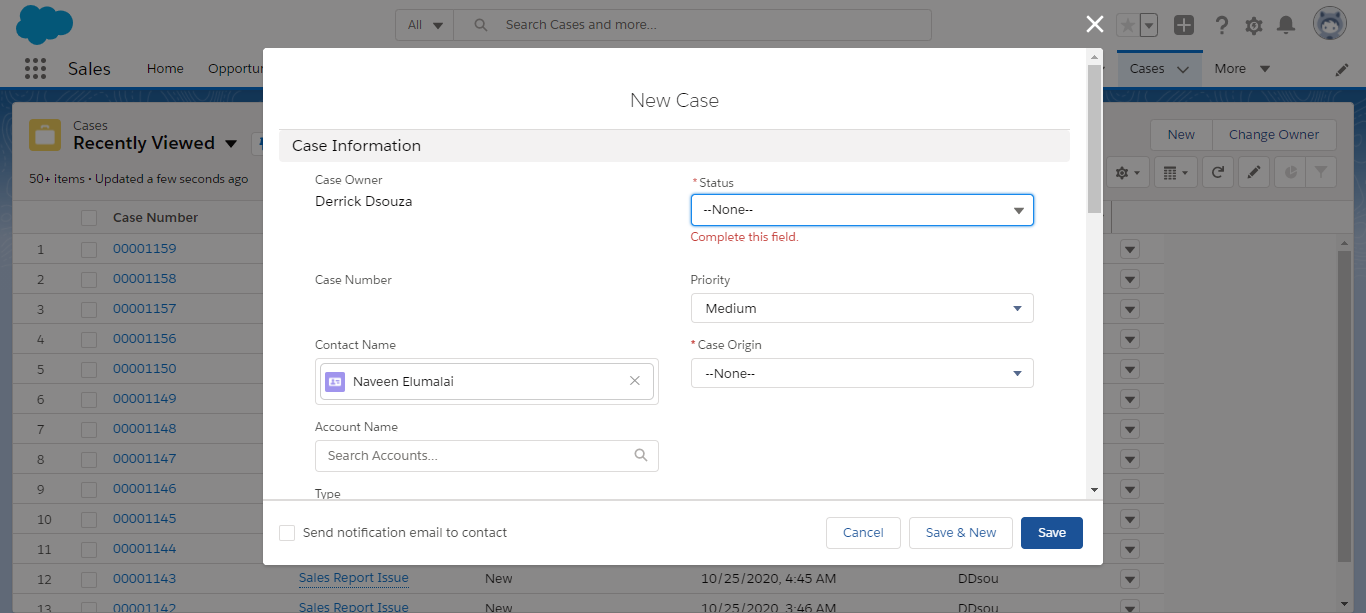 All
Search Cases and more...
Sales
Home
Cases
More
Cases
Recently Viewed
50+ items • Updated a few seconds ago
New
Change Owner
Case Number
1 00001159
2 00001158
3 00001157
4 00001156
5 00001150
6 00001149
7 00001148
8 00001147
9 00001146
10 00001145
11 00001144
12 00001143 Sales Report Issue New 10/25/2020, 4:45 AM DDsou
13 00001142 Sales Report Issue New 10/25/2020, 3:46 AM DDsou
New Case
Case Information
Case Owner
Derrick Dsouza
* Status
--None--
Complete this field.
Case Number
Priority
Medium
Contact Name
Naveen Elumalai
* Case Origin
--None--
Account Name
Search Accounts...
Type
Send notification email to contact
Cancel
Save & New
Save